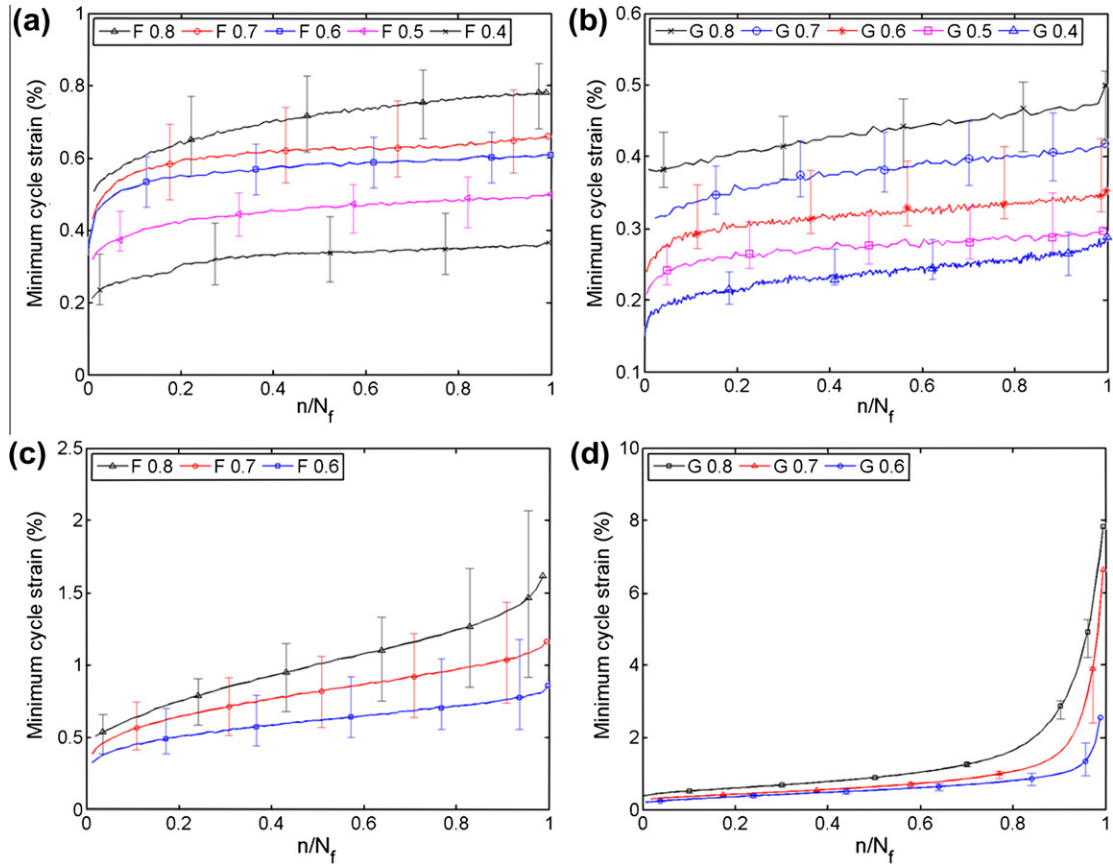 (a)
F 0.8 F 0.7 F 0.6 F 0.5 F 0.4
Minimum cycle strain (%)
1
0.8
0.6
0.4
0.2
0
0 0.2 0.4 0.6 0.8 1
n/N_f
(b)
G 0.8 G 0.7 G 0.6 G 0.5 G 0.4
Minimum cycle strain (%)
0.6
0.5
0.4
0.3
0.2
0.1
0 0.2 0.4 0.6 0.8 1
n/N_f
(c)
F 0.8 F 0.7 F 0.6
Minimum cycle strain (%)
2.5
2
1.5
1
0.5
0
0 0.2 0.4 0.6 0.8 1
n/N_f
(d)
G 0.8 G 0.7 G 0.6
Minimum cycle strain (%)
10
8
6
4
2
0
0 0.2 0.4 0.6 0.8 1
n/N_f